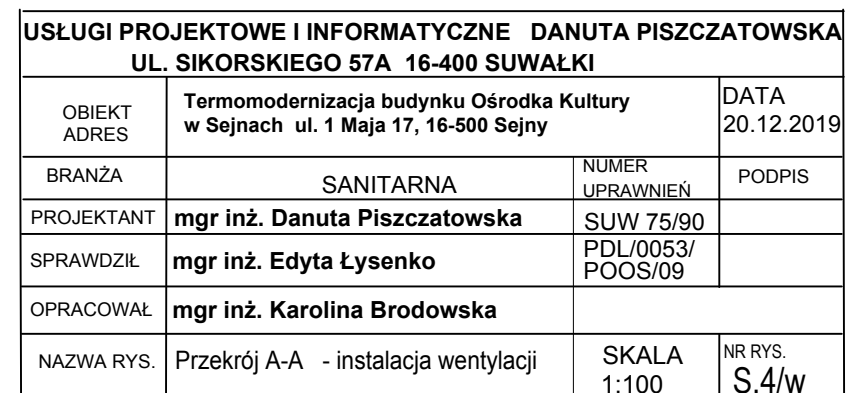 USŁUGI PROJEKTOWE I INFORMATYCZNE DANUTA PISZCZATOWSKA
UL. SIKORSKIEGO 57A 16-400 SUWAŁKI
OBIEKT
ADRES
Termomodernizacja budynku Ośrodka Kultury
w Sejnach ul. 1 Maja 17, 16-500 Sejny
DATA
20.12.2019
BRANŻA
SANITARNA
NUMER
UPRAWNIEŃ
PODPIS
PROJEKTANT
mgr inż. Danuta Piszczatowska
SUW 75/90
SPRAWDZIŁ
mgr inż. Edyta Łysenko
PDL/0053/
POOS/09
OPRACOWAŁ
mgr inż. Karolina Brodowska
NAZWA RYS.
Przekrój A-A - instalacja wentylacji
SKALA
1:100
NR RYS.
S.4/w